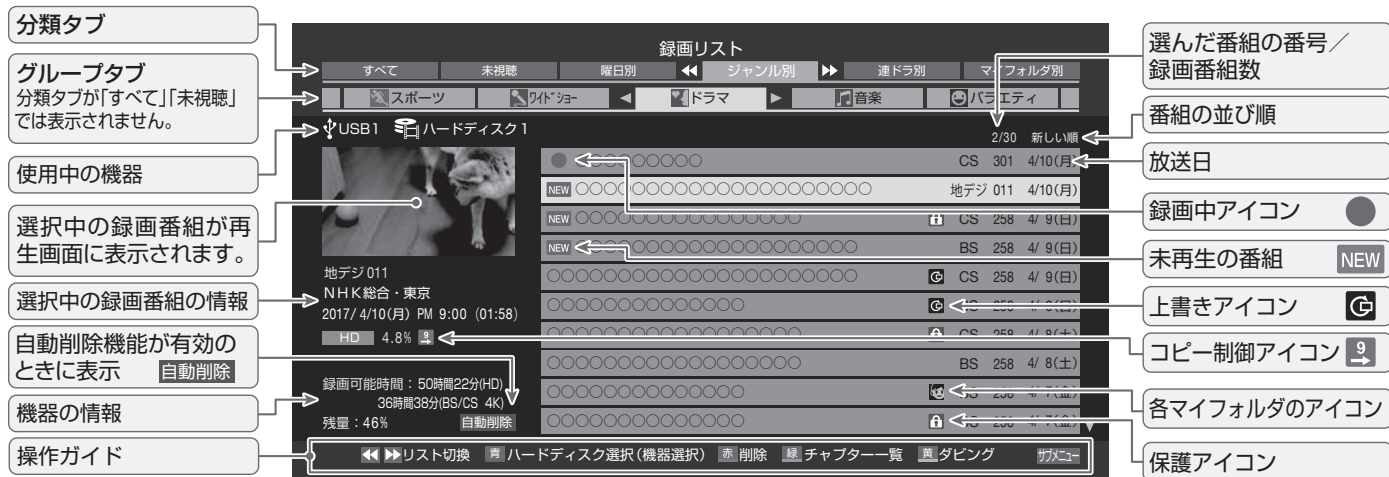 分類タブ
グループタブ
分類タブが「すべて」「未視聴」
では表示されません。
使用中の機器
選択中の録画番組が再
生画面に表示されます。
選択中の録画番組の情報
自動削除機能が有効の
ときに表示 自動削除
機器の情報
操作ガイド
録画リスト
すべて 未視聴 曜日別 ジャンル別 連ドラ別 マイフォルダ別
スポーツ ワイドショー ドラマ 音楽 バラエティ
USB1 ハードディスク1
2/30 新しい順
地デジ 011
NHK総合・東京
2017/ 4/10(月) PM 9:00 (01:58)
HD 4.8% 9
録画可能時間:50時間22分(HD)
36時間38分(BS/CS 4K)
残量:46% 自動削除
○○○○○○○○○ CS 301 4/10(月)
NEW ○○○○○○○○○○○○○○○○○○○○○ 地デジ 011 4/10(月)
NEW ○○○○○○○○○○○○○○○○ CS 258 4/ 9(日)
NEW ○○○○○○○○○○○○○○○○○○○○ BS 258 4/ 9(日)
○○○○○○○○○○○○○○○○○○○○○○ CS 258 4/ 9(日)
○○○○○○○○○○○○○○
○○○○○○○○○○○○○○○○○○ CS 258 4/ 8(土)
○○○○○○○○○○○○○○○○○○ BS 258 4/ 8(土)
○○○○○○○○○○○○○○
○○○○○○○○○○○○○○
リスト切換 青 ハードディスク選択(機器選択) 赤 削除 緑 チャプター一覧 黄 ダビング サブメニュー
選んだ番組の番号/
録画番組数
番組の並び順
放送日
録画中アイコン
未再生の番組 NEW
上書きアイコン
コピー制御アイコン 9
各マイフォルダのアイコン
保護アイコン